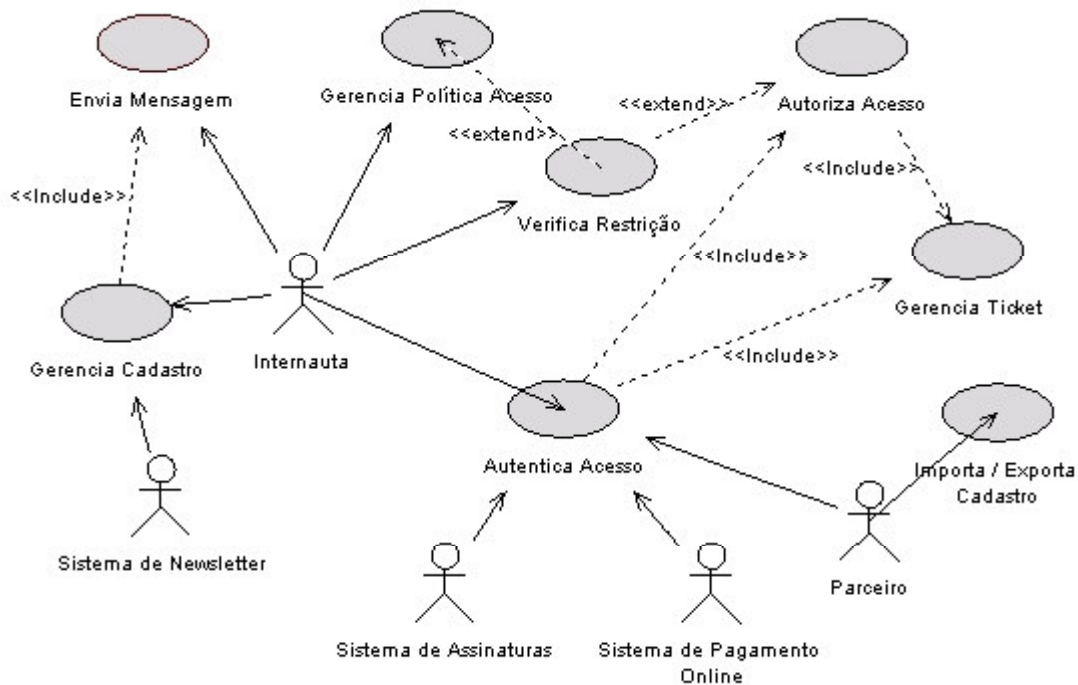 Envia Mensagem
Gerencia Política Acesso
Autoriza Acesso
<<extend>>
<<extend>>
<<Include>>
<<Include>>
Verifica Restrição
<<Include>>
Gerencia Ticket
Gerencia Cadastro
Internauta
<<Include>>
Autentica Acesso
Importa / Exporta
Cadastro
Sistema de Newsletter
Parceiro
Sistema de Assinaturas
Sistema de Pagamento
Online